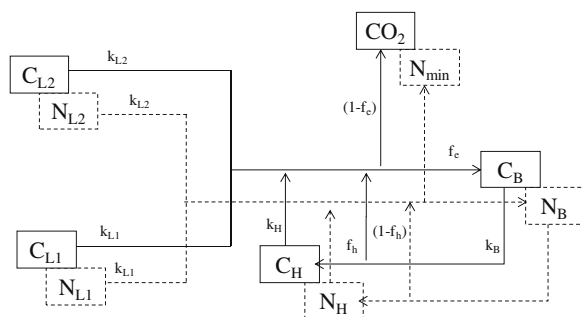 CO2
kL2
CL2
Nmin
kL2
NL2
(1-fe)
fe
CB
NB
kL1
kH
(1-fh)
CL1
fh
kB
kL1
CH
NL1
NH